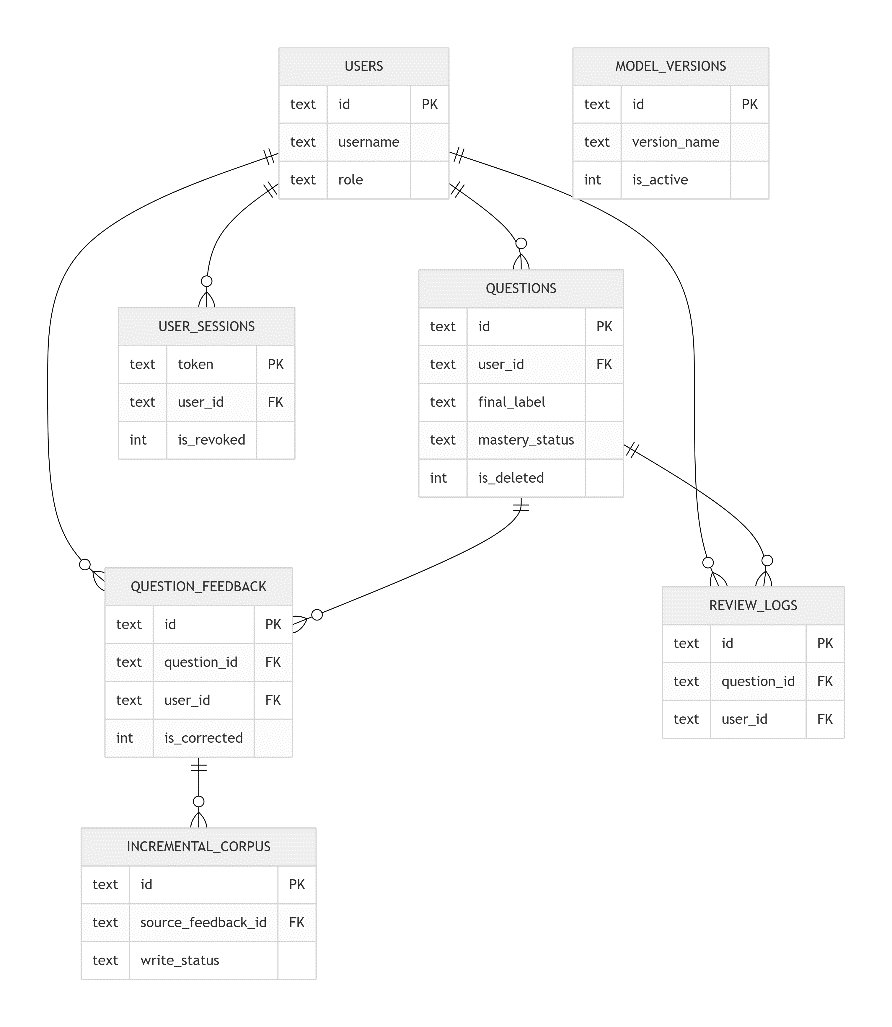 USERS
text id PK
text username
text role
MODEL_VERSIONS
text id PK
text version_name
int is_active
QUESTIONS
text id PK
text user_id FK
text final_label
text mastery_status
int is_deleted
USER_SESSIONS
text token PK
text user_id FK
int is_revoked
QUESTION_FEEDBACK
text id PK
text question_id FK
text user_id FK
int is_corrected
REVIEW_LOGS
text id PK
text question_id FK
text user_id FK
INCREMENTAL_CORPUS
text id PK
text source_feedback_id FK
text write_status